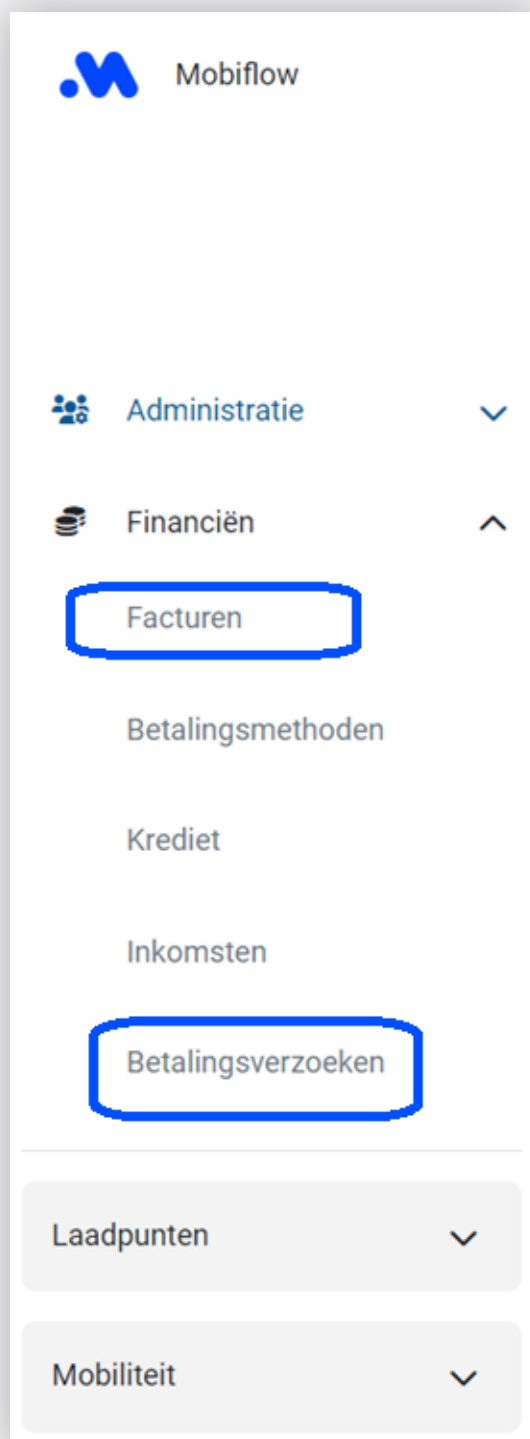 Mobiflow
Administratie
Financiën
Facturen
Betalingsmethoden
Krediet
Inkomsten
Betalingsverzoeken
Laadpunten
Mobiliteit